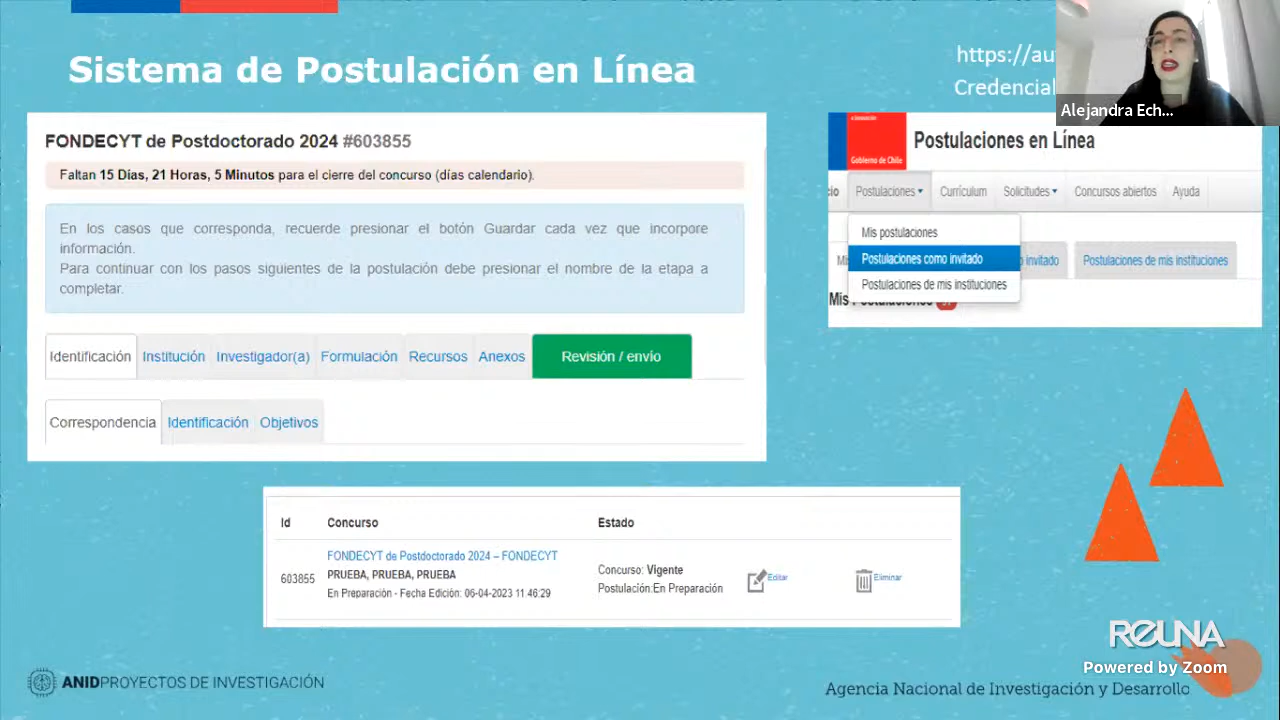 Sistema de Postulación en Línea
https://au
Credencial
Alejandra Ech...
FONDECYT de Postdoctorado 2024 #603855
Faltan 15 Días, 21 Horas, 5 Minutos para el cierre del concurso (días calendario).
En los casos que corresponda, recuerde presionar el botón Guardar cada vez que incorpore
información.
Para continuar con los pasos siguientes de la postulación debe presionar el nombre de la etapa a
completar.
Identificación Institución Investigador(a) Formulación Recursos Anexos Revisión / envío
Correspondencia Identificación Objetivos
Gobierno de Chile
Postulaciones en Línea
cio Postulaciones Currículum Solicitudes Concursos abiertos Ayuda
Mis postulaciones
Mi Postulaciones como invitado o invitado Postulaciones de mis instituciones
Postulaciones de mis instituciones
Mis Postulaciones
Id Concurso Estado
FONDECYT de Postdoctorado 2024 – FONDECYT
603855 PRUEBA, PRUEBA, PRUEBA Concurso: Vigente Editar Eliminar
En Preparación - Fecha Edición: 06-04-2023 11:46:29 Postulación:En Preparación
REUNA
Powered by Zoom
ANIDPROYECTOS DE INVESTIGACIÓN
Agencia Nacional de Investigación y Desarrollo